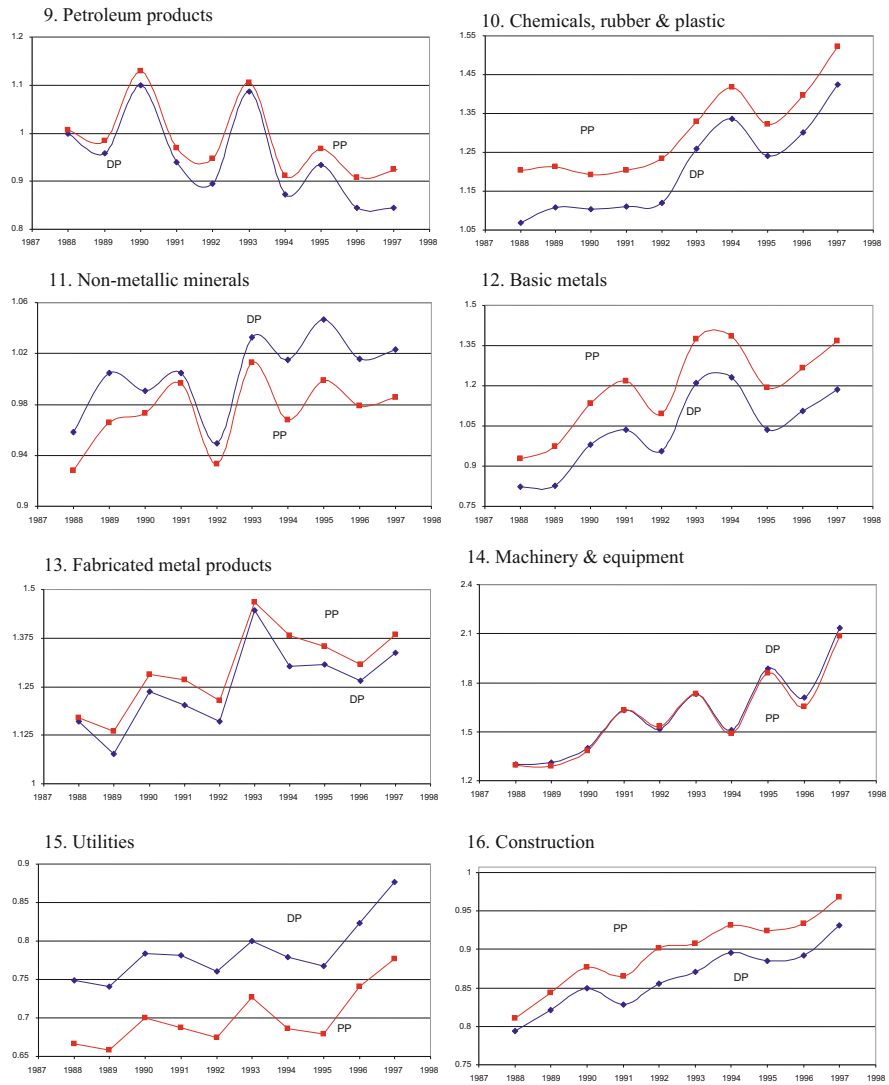 9. Petroleum products
1.2
1.1
1
0.9
0.8
PP
DP
1987 1988 1989 1990 1991 1992 1993 1994 1995 1996 1997 1998
10. Chemicals, rubber & plastic
1.55
1.45
1.35
1.25
1.15
1.05
PP
DP
1987 1988 1989 1990 1991 1992 1993 1994 1995 1996 1997 1998
11. Non-metallic minerals
1.06
1.02
0.98
0.94
0.9
DP
PP
1987 1988 1989 1990 1991 1992 1993 1994 1995 1996 1997 1998
12. Basic metals
1.5
1.35
1.2
1.05
0.9
0.75
PP
DP
1987 1988 1989 1990 1991 1992 1993 1994 1995 1996 1997 1998
13. Fabricated metal products
1.5
1.375
1.25
1.125
1
PP
DP
1987 1988 1989 1990 1991 1992 1993 1994 1995 1996 1997 1998
14. Machinery & equipment
2.4
2.1
1.8
1.5
1.2
DP
PP
1987 1988 1989 1990 1991 1992 1993 1994 1995 1996 1997 1998
15. Utilities
0.9
0.8
0.75
0.7
0.65
DP
PP
1987 1988 1989 1990 1991 1992 1993 1994 1995 1996 1997 1998
16. Construction
1
0.95
0.9
0.85
0.8
0.75
PP
DP
1987 1988 1989 1990 1991 1992 1993 1994 1995 1996 1997 1998